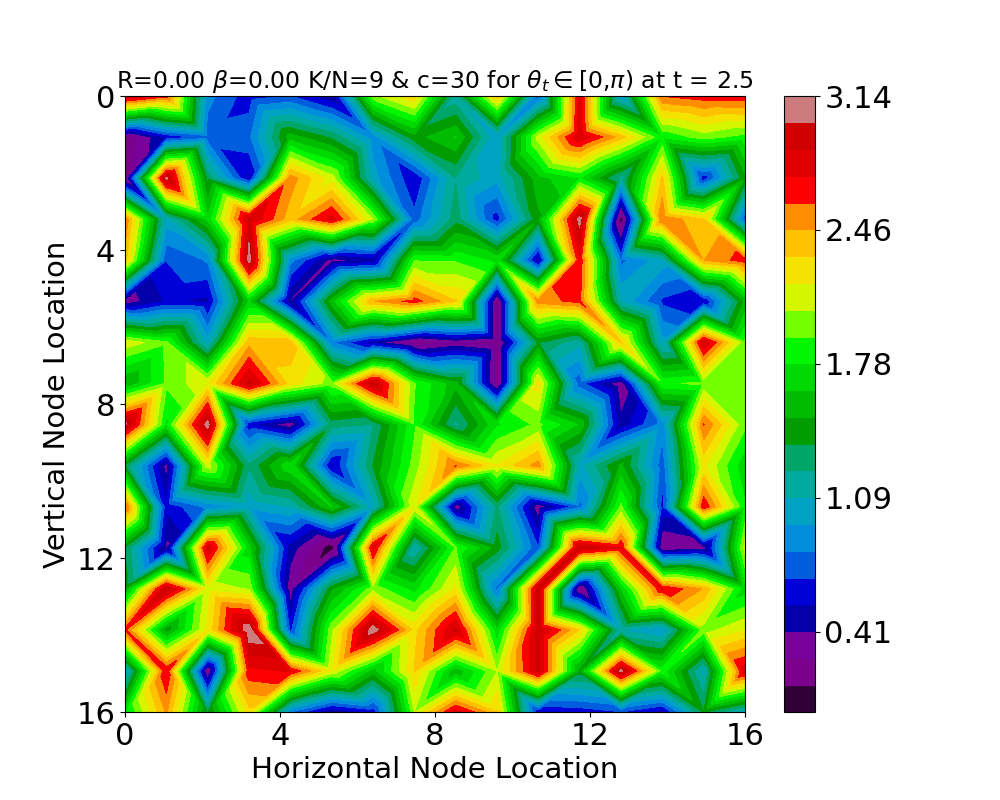 R=0.00 β=0.00 K/N=9 & c=30 for θₜ∈[0,π) at t = 2.5
0
4
8
12
16
0 4 8 12 16
Vertical Node Location
Horizontal Node Location
3.14
2.46
1.78
1.09
0.41